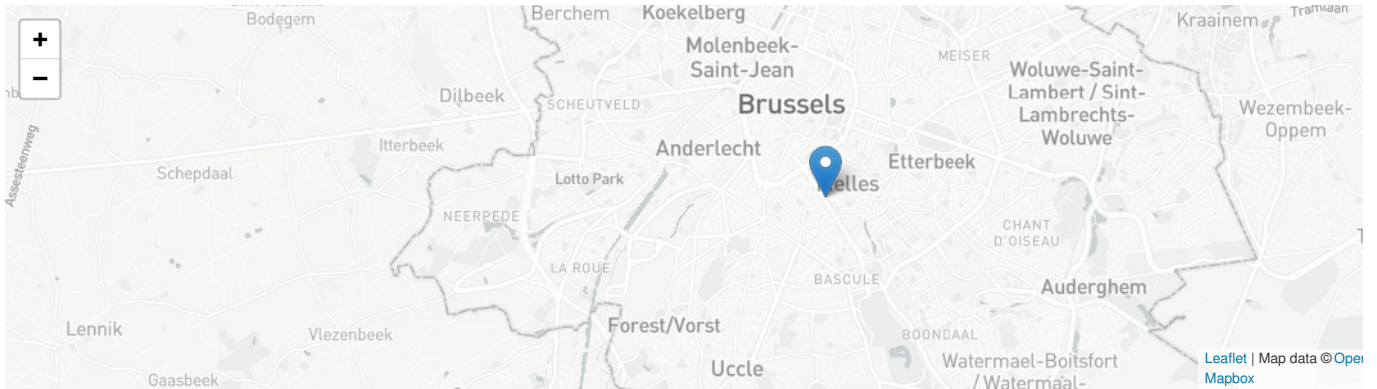 Bodegem
Berchem
Koekelberg
Kraainem
+
−
Molenbeek-
Saint-Jean
MEISER
Woluwe-Saint-
Lambert / Sint-
Lambrechts-
Woluwe
Dilbeek
SCHEUTVELD
Brussels
Wezembeek-
Oppem
Assesteenweg
Itterbeek
Anderlecht
Etterbeek
Schepdaal
Lotto Park
NEERPEDE
CHANT
D'OISEAU
LA ROUE
BASCULE
Auderghem
Lennik
Vlezenbeek
Forest/Vorst
BOONDAAL
Uccle
Watermael-Boitsfort
/ Watermaal-
Gaasbeek
Leaflet | Map data © Open
Mapbox